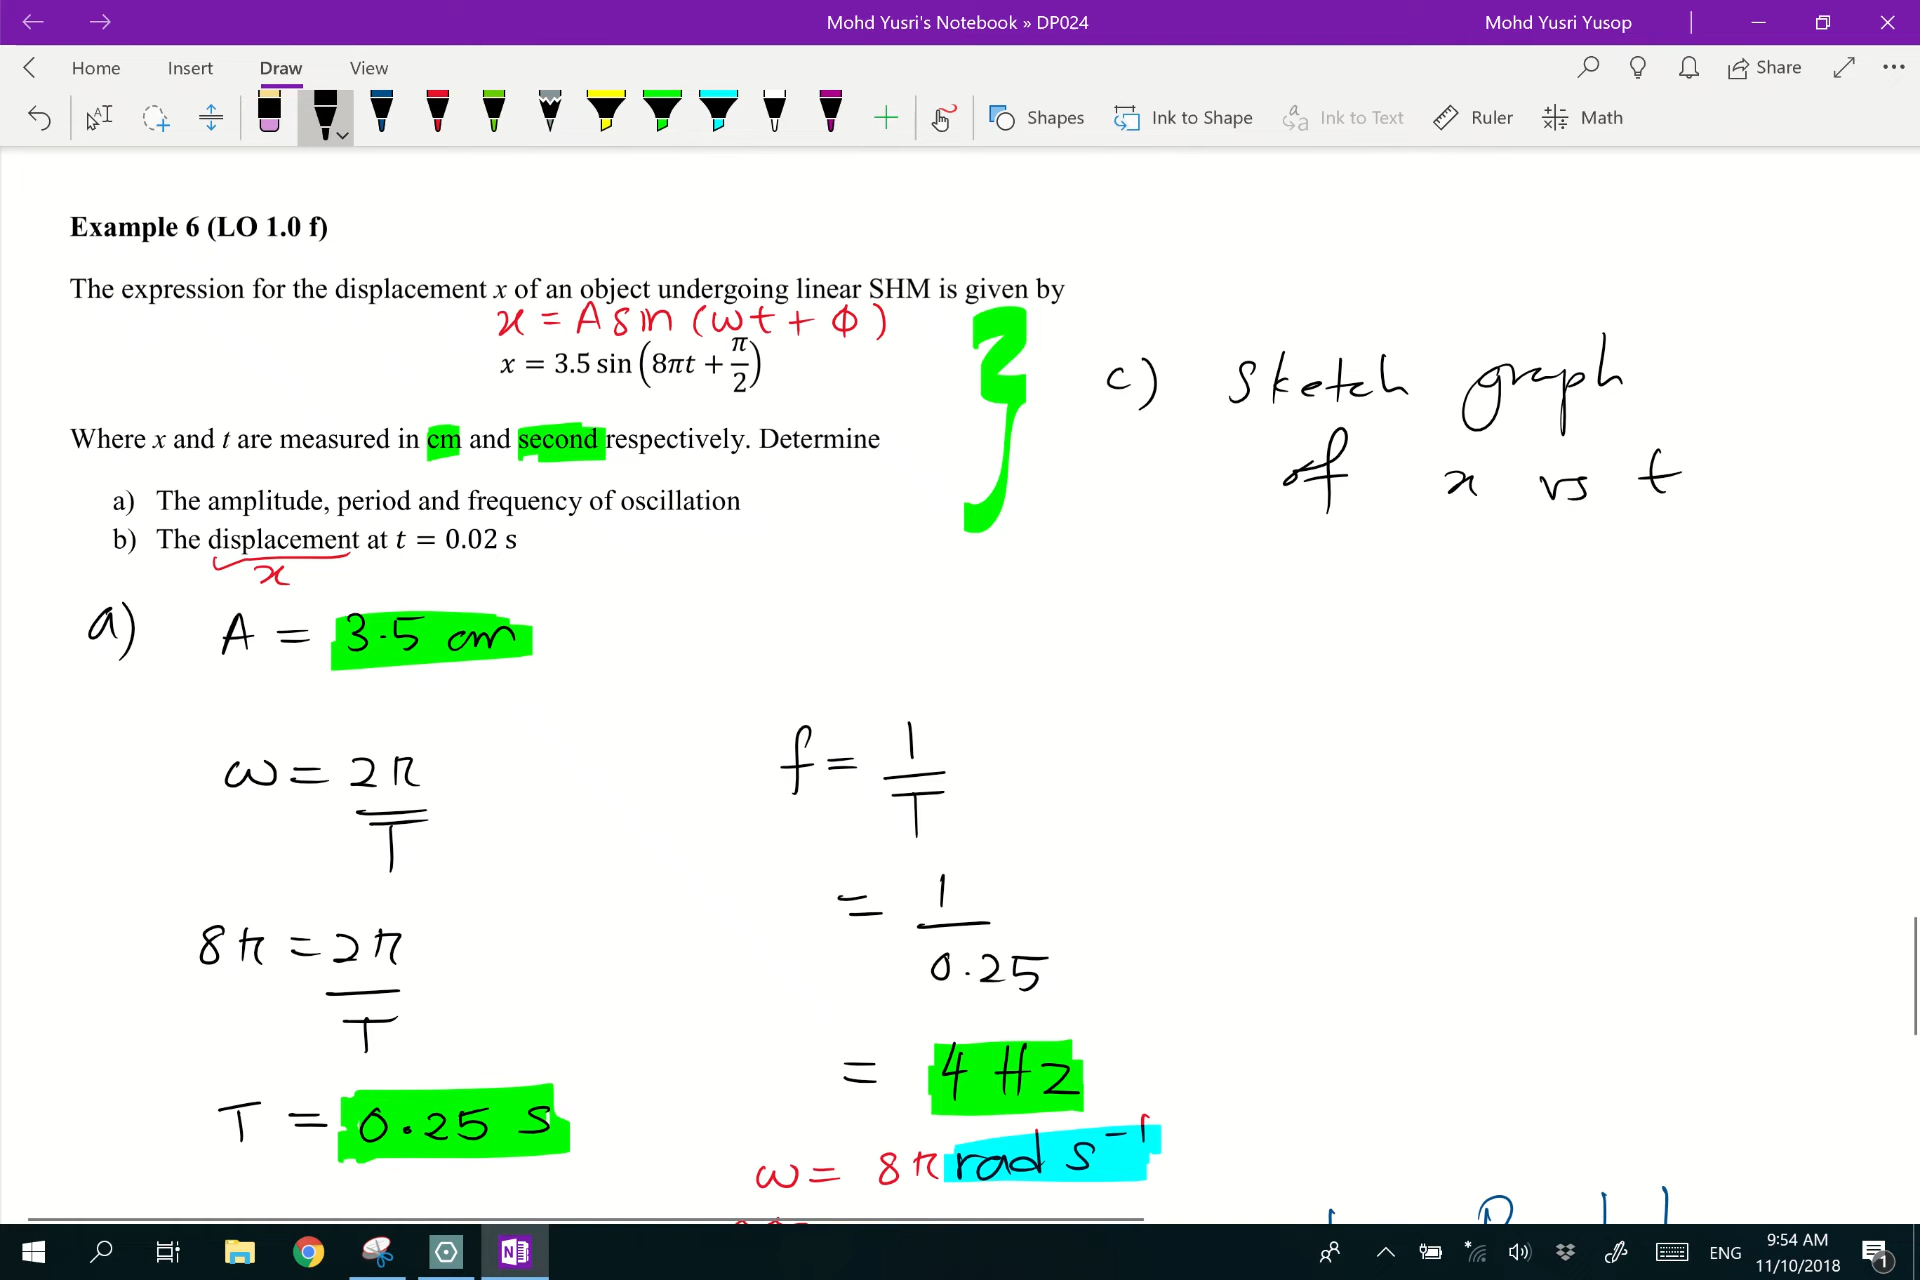 Mohd Yusri's Notebook » DP024
Mohd Yusri Yusop
Home Insert Draw View
Share
Shapes Ink to Shape Ink to Text Ruler Math
Example 6 (LO 1.0 f)
The expression for the displacement x of an object undergoing linear SHM is given by
x = A sin (ωt + ϕ)
x = 3.5 sin (8πt + π/2)
Where x and t are measured in cm and second respectively. Determine
a) The amplitude, period and frequency of oscillation
b) The displacement at t = 0.02 s
x
c) Sketch graph
of x vs t
a) A = 3.5 cm
ω = 2π/T
8π = 2π/T
T = 0.25 s
f = 1/T
= 1/0.25
= 4 Hz
ω = 8π rad s⁻¹
ENG
9:54 AM
11/10/2018
1